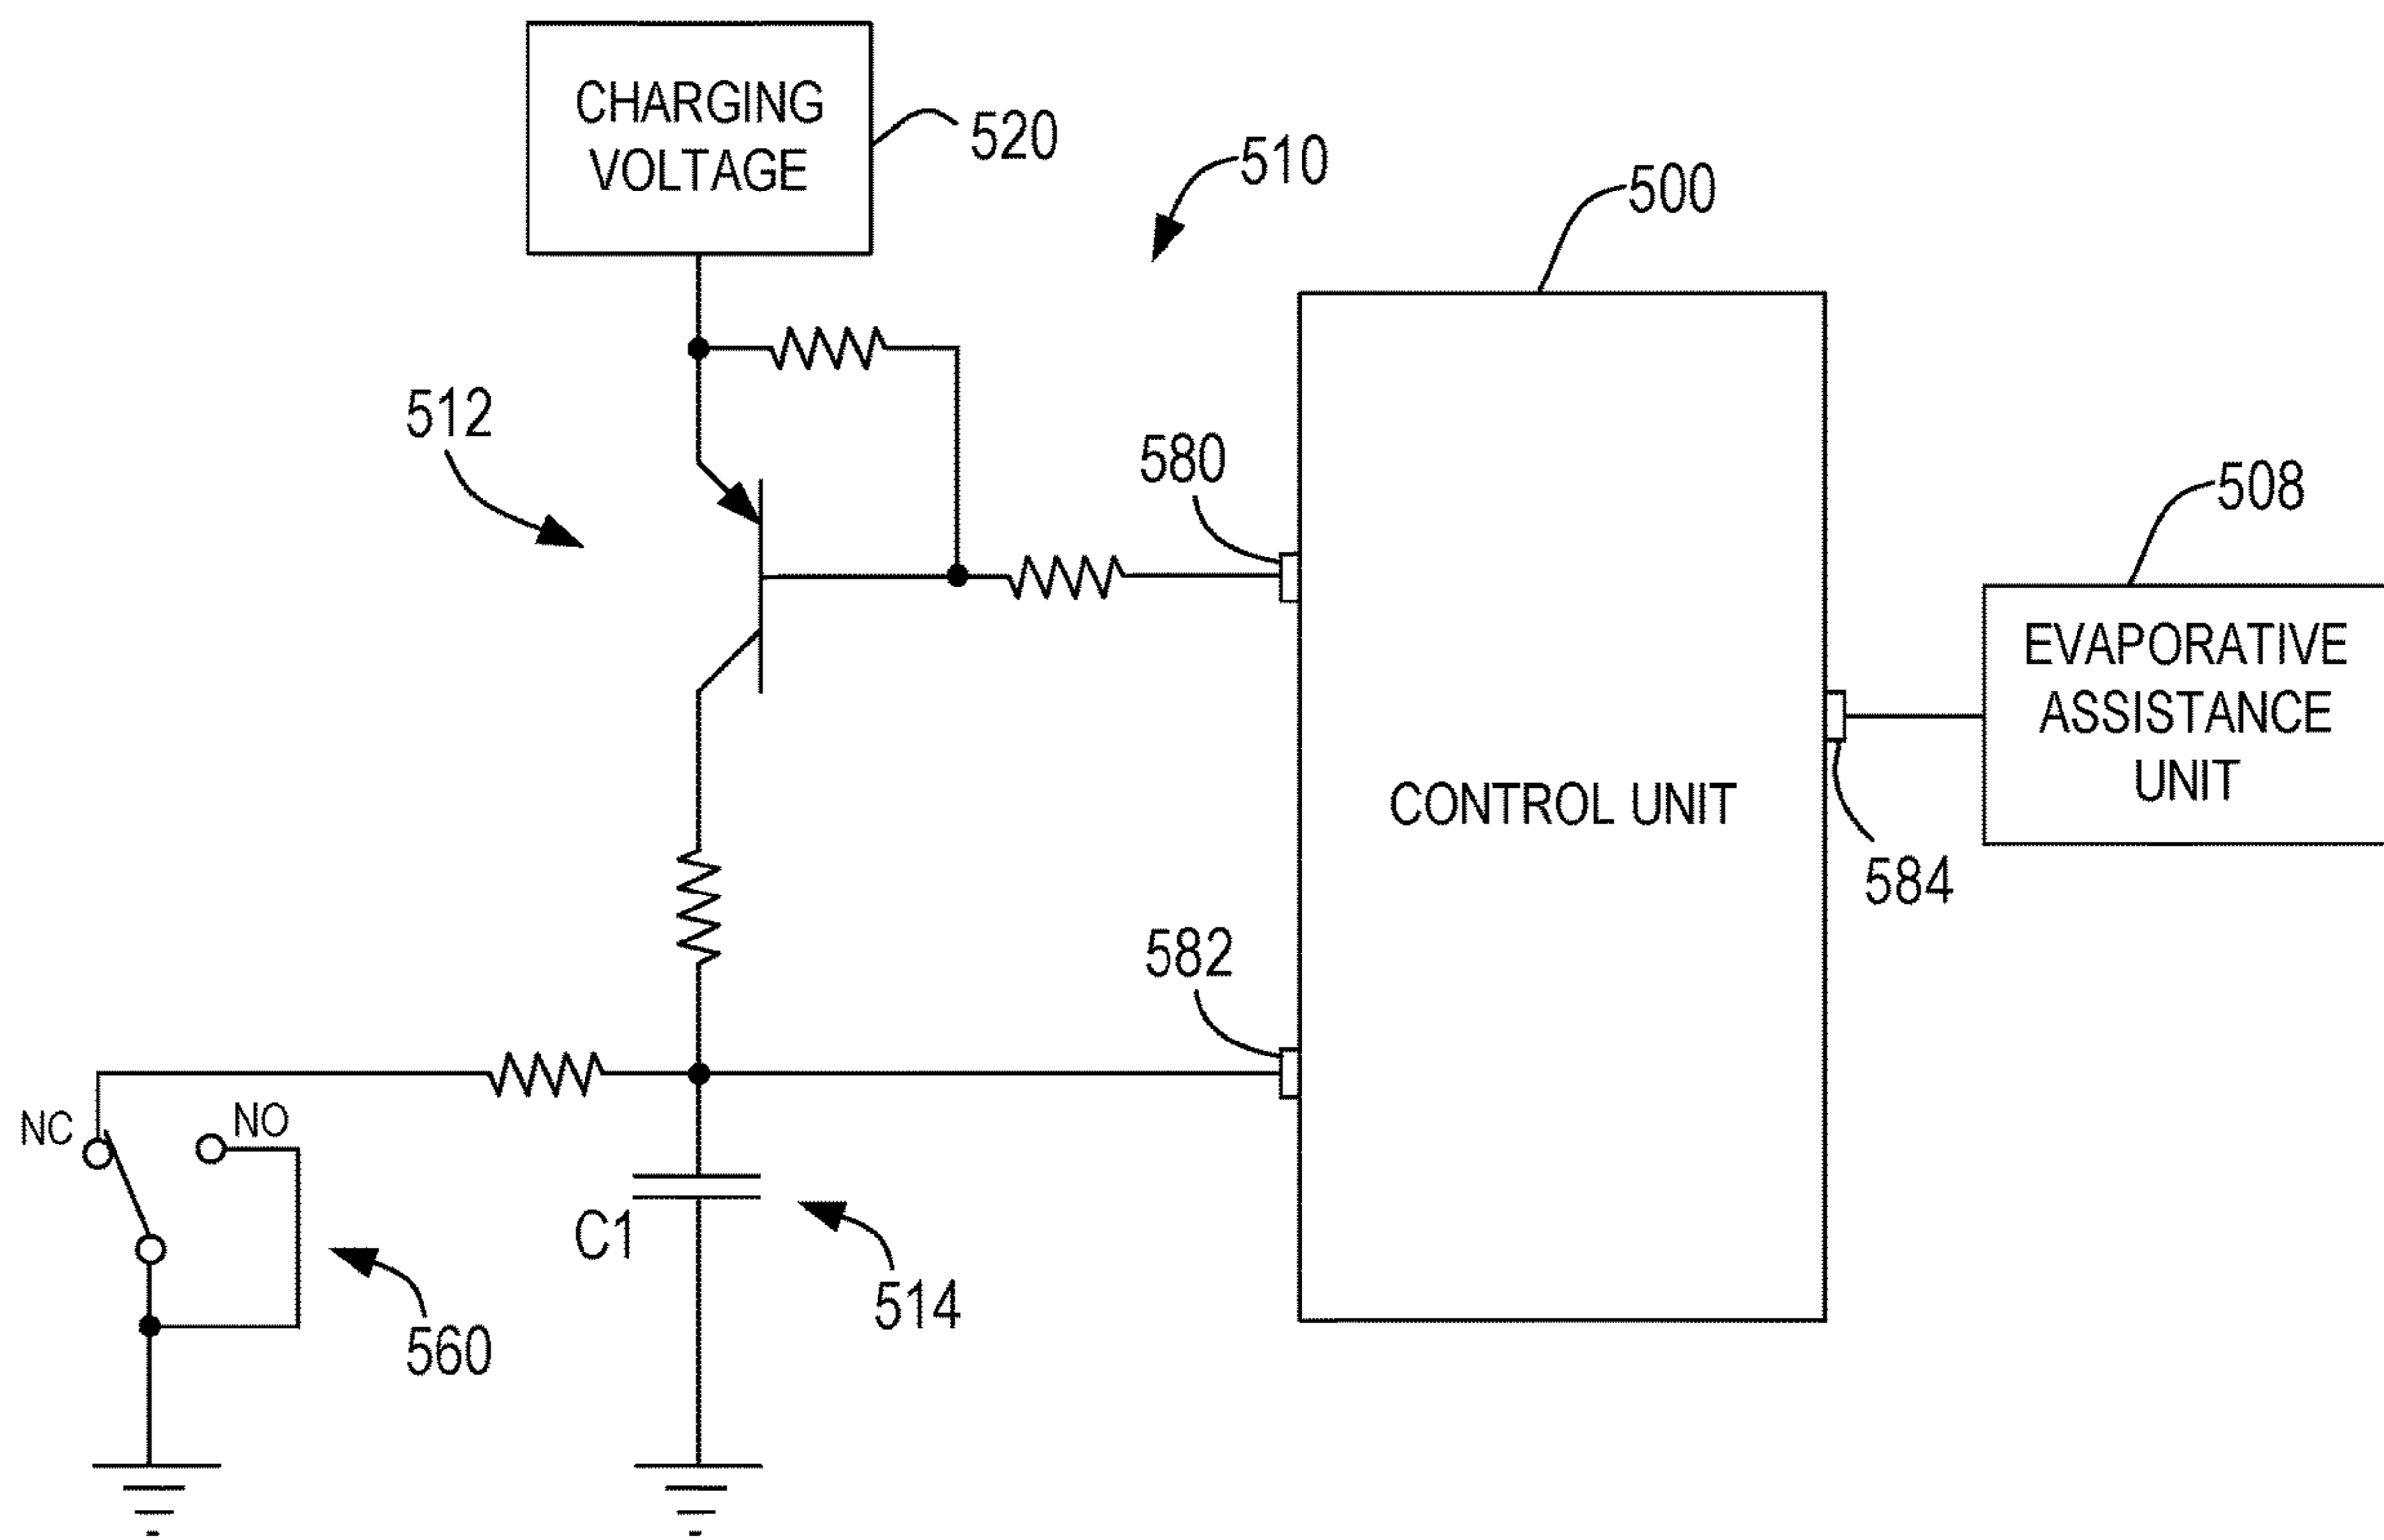 CHARGING
VOLTAGE
520
510
500
512
580
508
EVAPORATIVE
ASSISTANCE
UNIT
CONTROL UNIT
584
582
NC
NO
C1
514
560